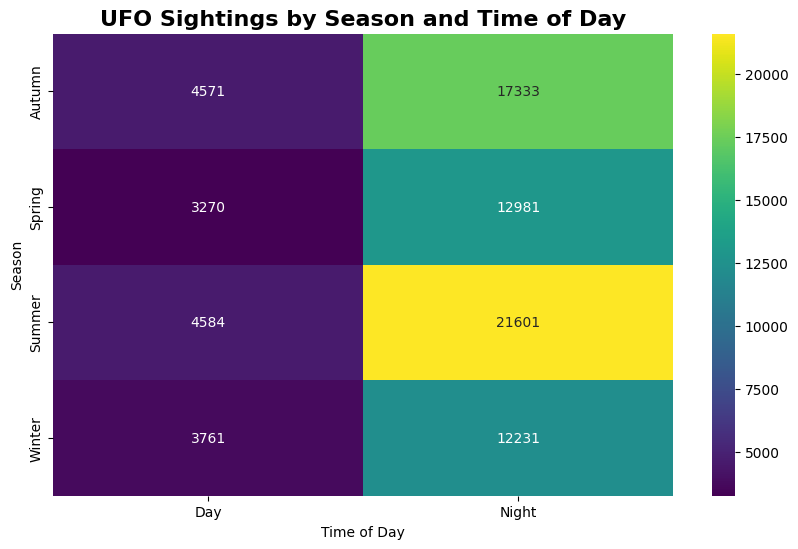 UFO Sightings by Season and Time of Day
Autumn
4571
17333
Spring
3270
12981
Summer
4584
21601
Winter
3761
12231
Season
Day
Night
Time of Day
20000
17500
15000
12500
10000
7500
5000